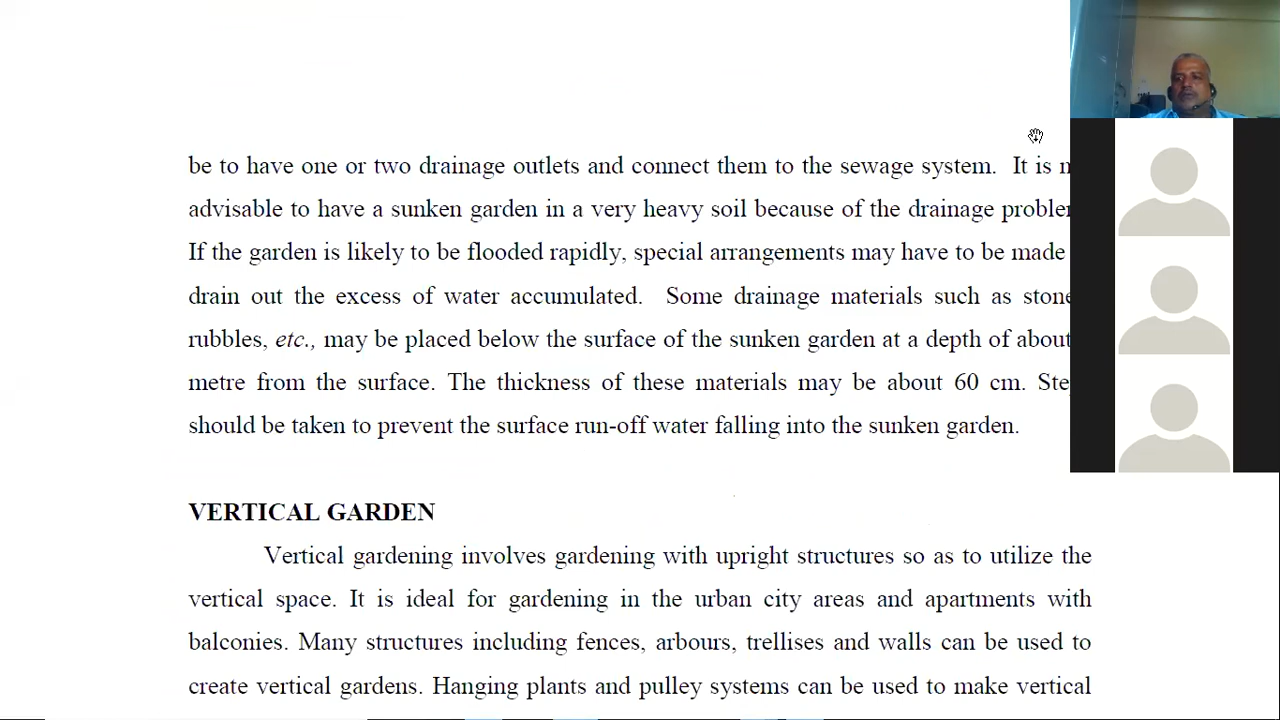 be to have one or two drainage outlets and connect them to the sewage system. It is
advisable to have a sunken garden in a very heavy soil because of the drainage
If the garden is likely to be flooded rapidly, special arrangements may have to be made
drain out the excess of water accumulated. Some drainage materials such as
rubbles, etc., may be placed below the surface of the sunken garden at a depth of about
metre from the surface. The thickness of these materials may be about 60 cm.
should be taken to prevent the surface run-off water falling into the sunken garden.
VERTICAL GARDEN
Vertical gardening involves gardening with upright structures so as to utilize the
vertical space. It is ideal for gardening in the urban city areas and apartments with
balconies. Many structures including fences, arbours, trellises and walls can be used to
create vertical gardens. Hanging plants and pulley systems can be used to make vertical